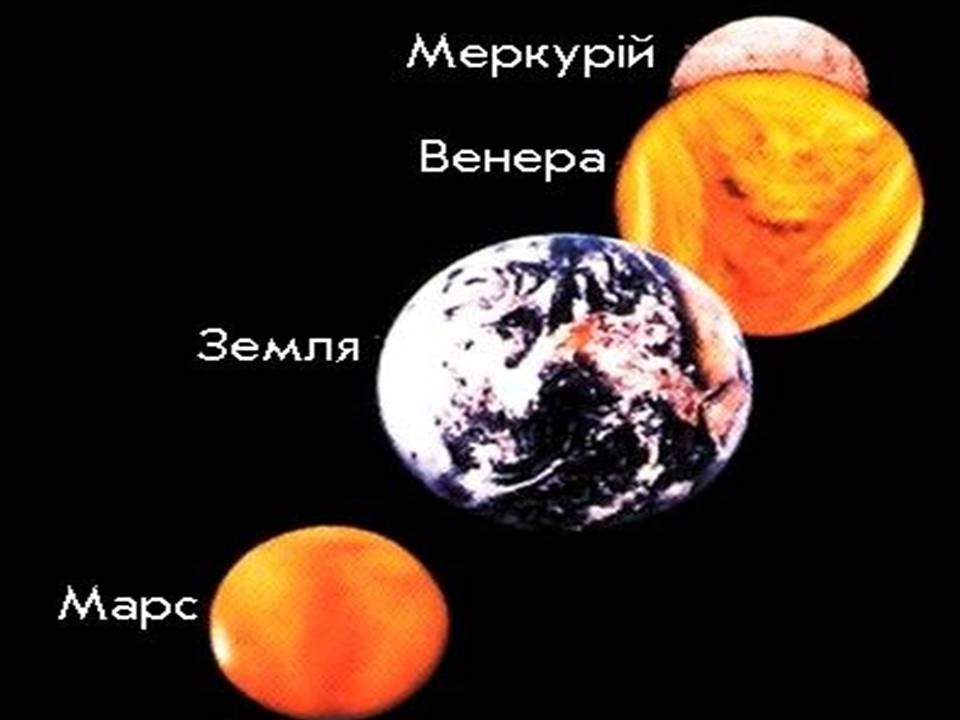 Меркурій
Венера
Земля
Марс